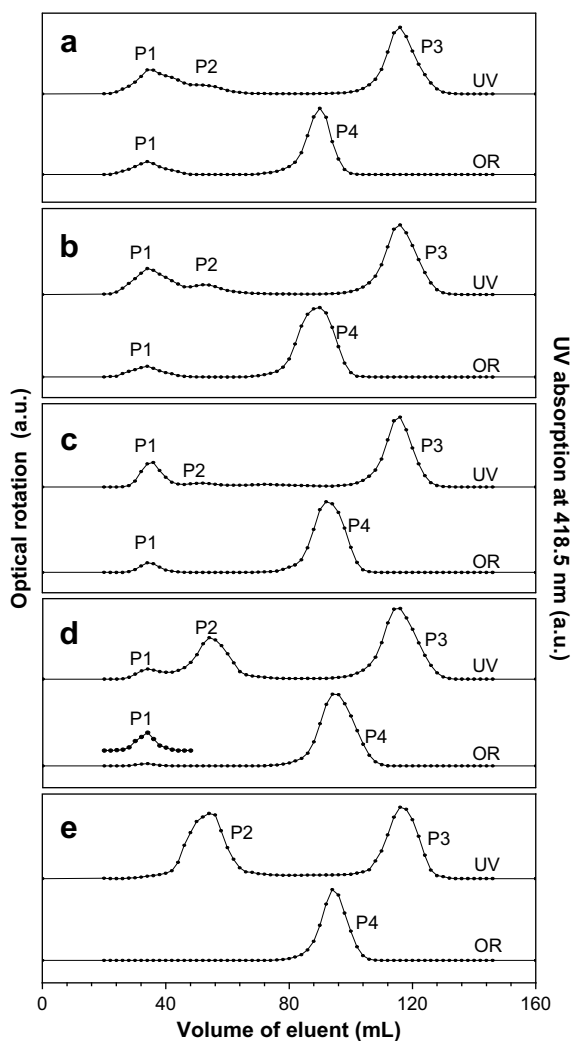 a
P1
P2
P3
UV
P1
P4
OR
b
P1
P2
P3
UV
P1
P4
OR
c
P1
P2
P3
UV
P1
P4
OR
d
P1
P2
P3
UV
P1
P4
OR
e
P2
P3
UV
P4
OR
0 40 80 120 160
Volume of eluent (mL)
Optical rotation (a.u.)
UV absorption at 418.5 nm (a.u.)